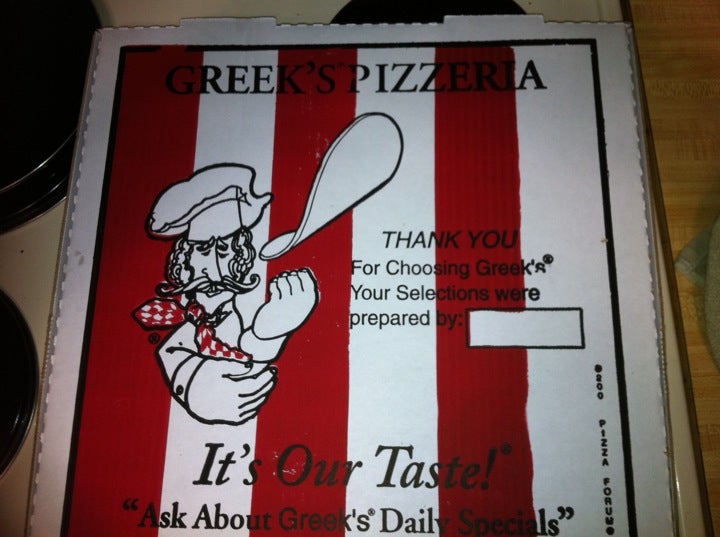 GREEK'S PIZZERIA
THANK YOU
For Choosing Greek's®
Your Selections were
prepared by:
®
It's Our Taste!®
"Ask About Greek's® Daily Specials"
PIZZA FORUM